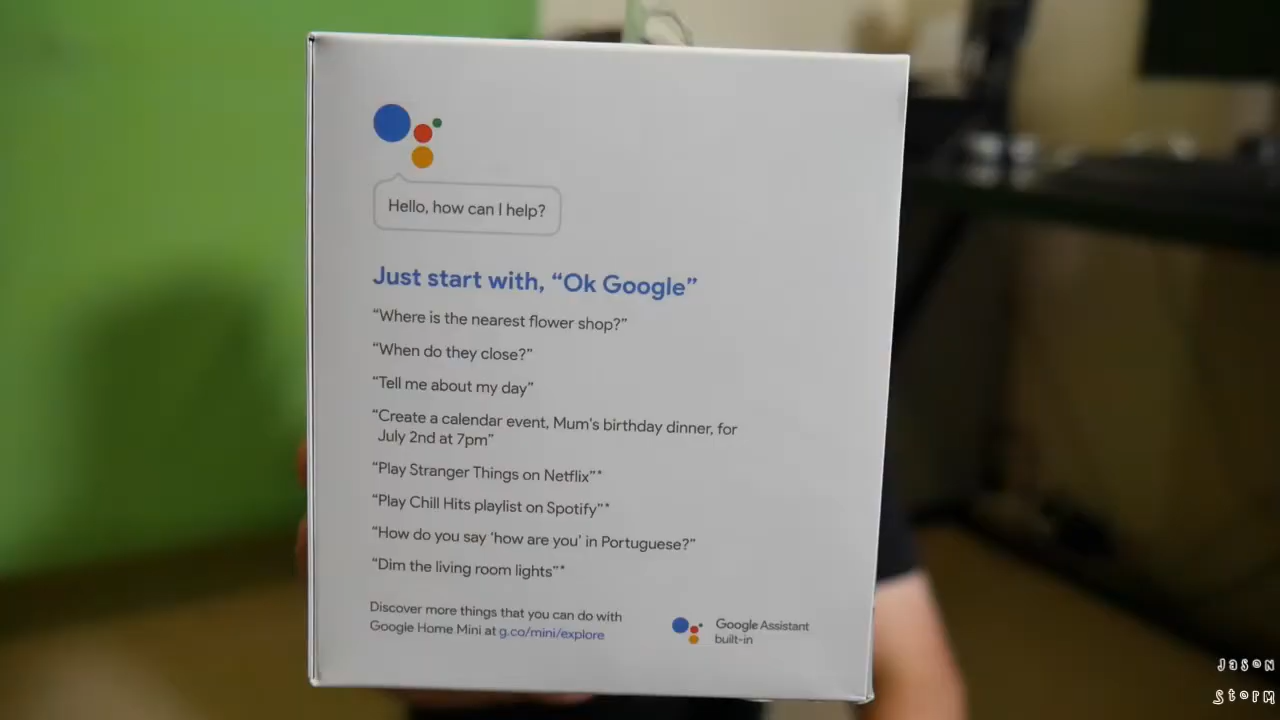 Hello, how can I help?
Just start with, “Ok Google”
“Where is the nearest flower shop?”
“When do they close?”
“Tell me about my day”
“Create a calendar event, Mum's birthday dinner, for
July 2nd at 7pm”
“Play Stranger Things on Netflix”*
“Play Chill Hits playlist on Spotify”*
“How do you say ‘how are you’ in Portuguese?”
“Dim the living room lights”*
Discover more things that you can do with
Google Home Mini at g.co/mini/explore
Google Assistant
built-in
Jason
Storm